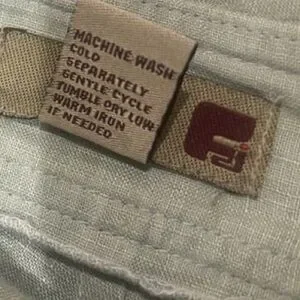 MACHINE WASH
COLD
SEPARATELY
GENTLE CYCLE
TUMBLE DRY LOW
WARM IRON
IF NEEDED